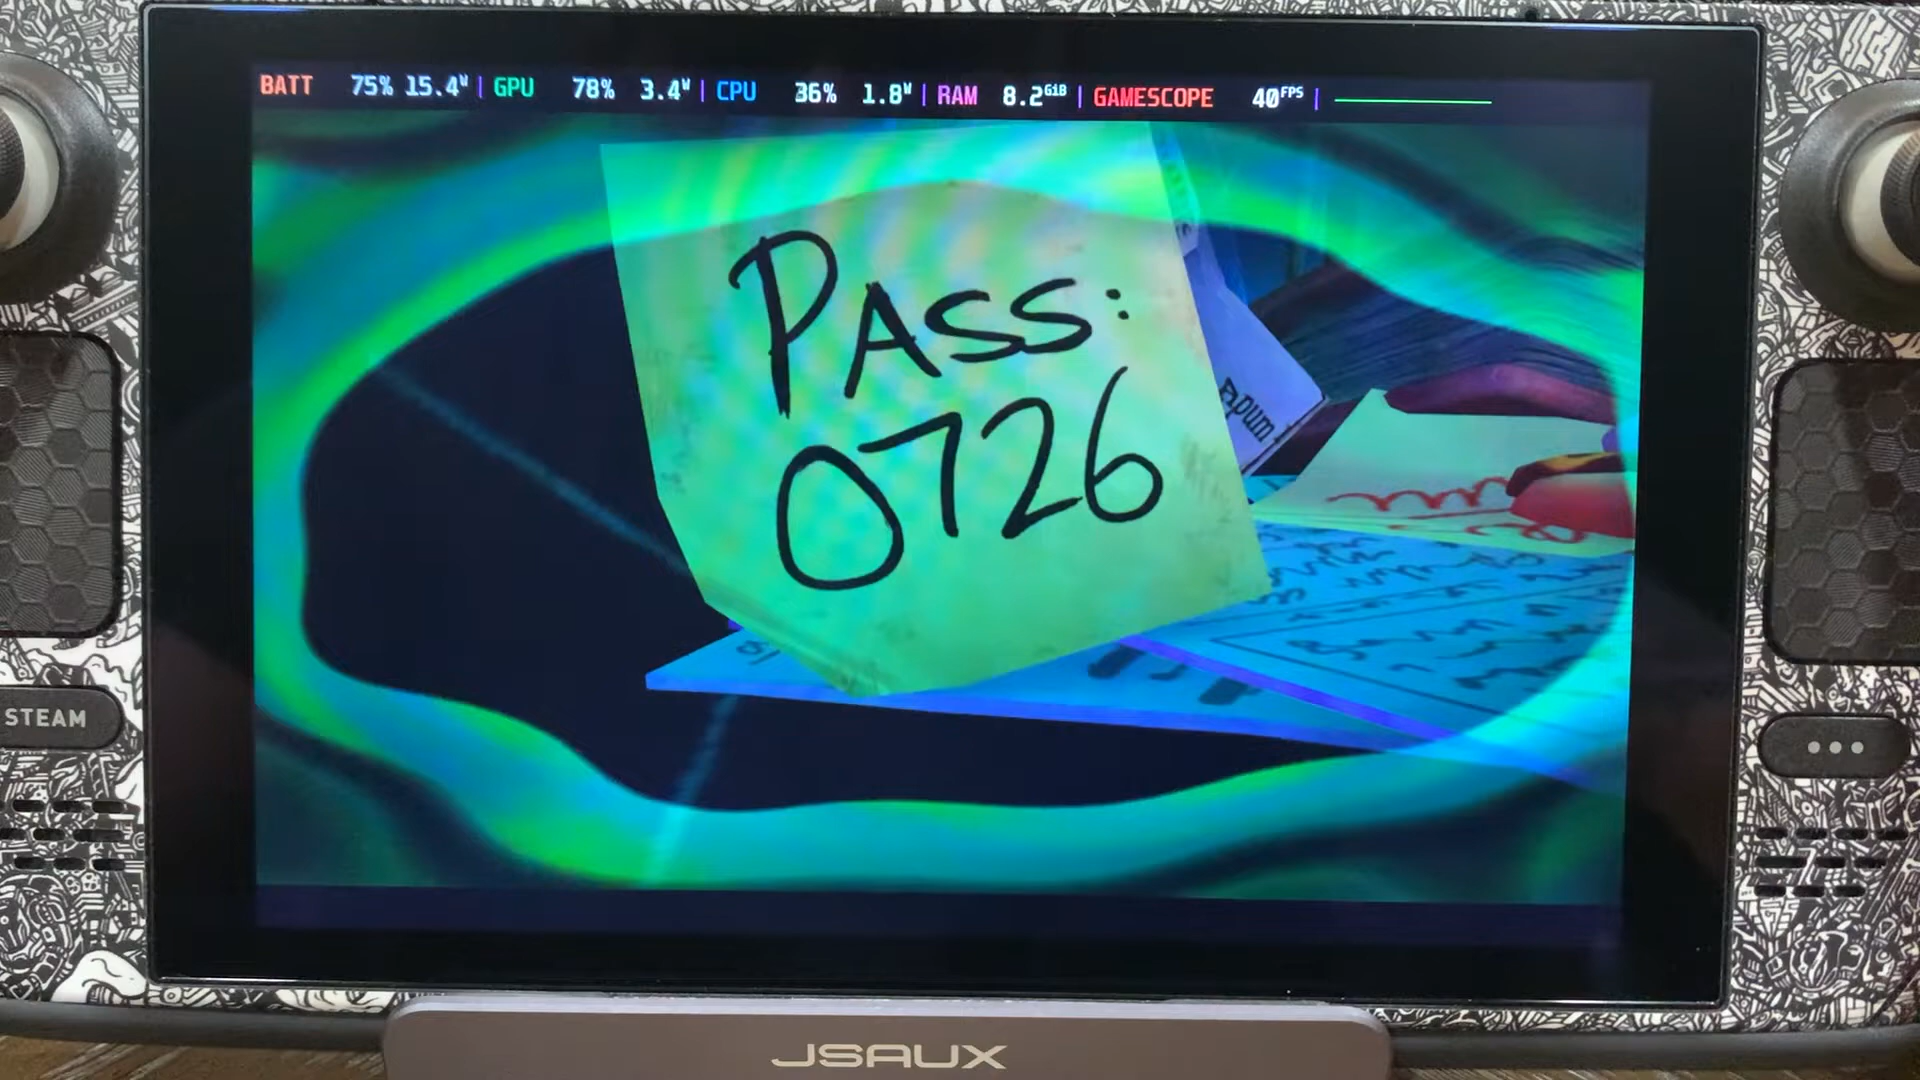 BATT 75% 15.4W | GPU 78% 3.4W | CPU 36% 1.8W | RAM 8.2GiB | GAMESCOPE 40FPS |
PASS:
0726
STEAM
JSAUX